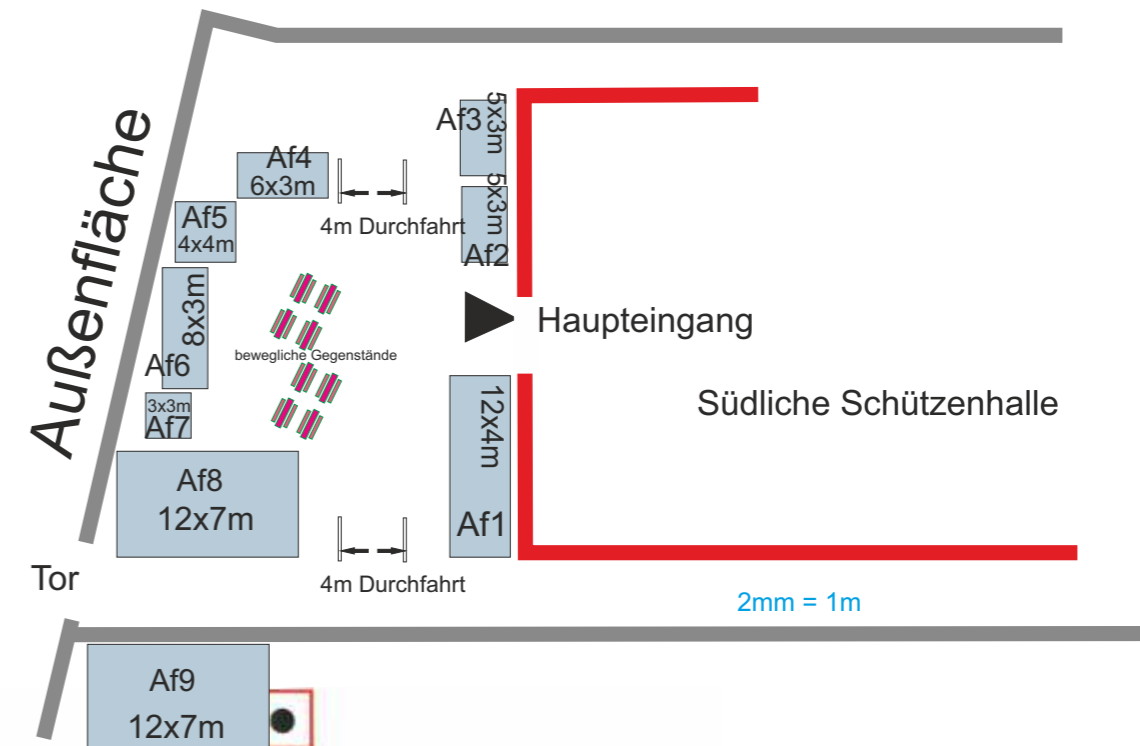 Außenfläche
Af3
5x3m
Af4
6x3m
4m Durchfahrt
5x3m
Af2
Af5
4x4m
8x3m
Af6
bewegliche Gegenstände
Haupteingang
3x3m
Af7
12x4m
Af1
Südliche Schützenhalle
Af8
12x7m
4m Durchfahrt
Tor
2mm = 1m
Af9
12x7m